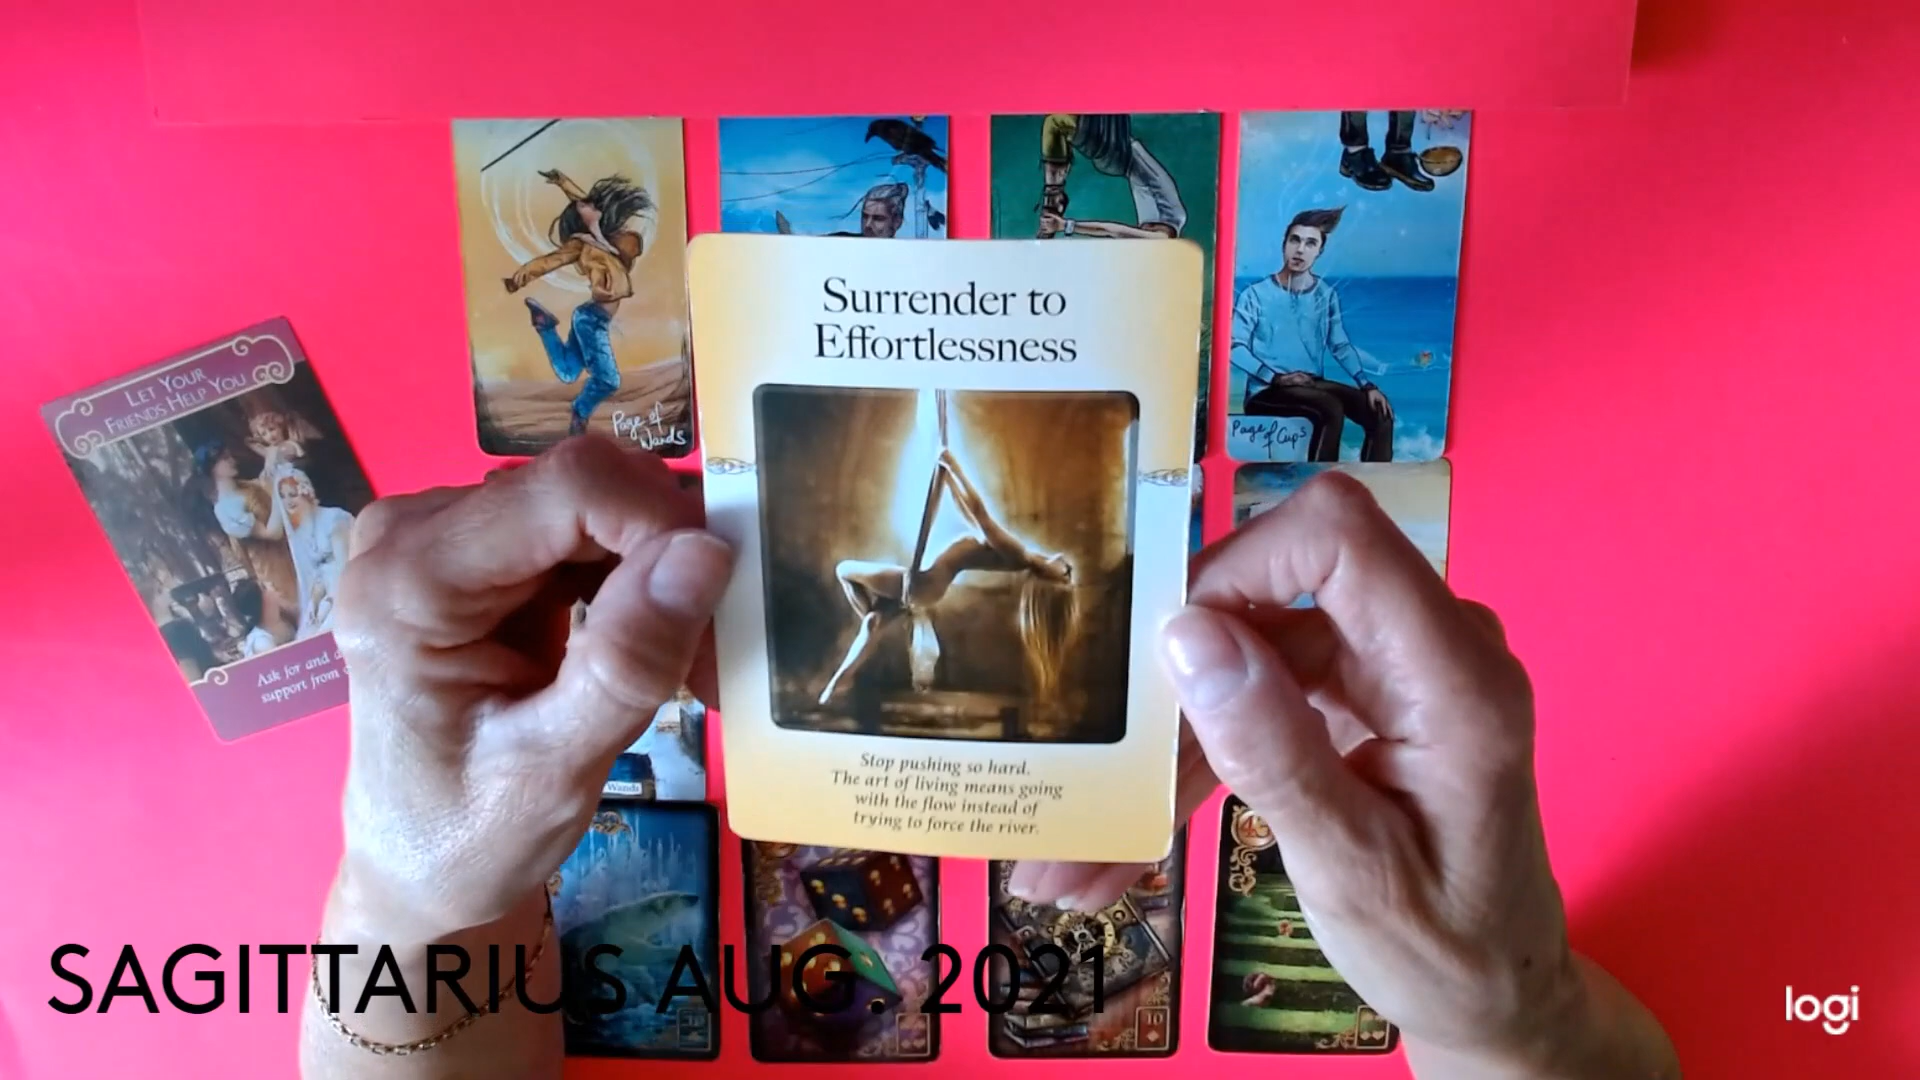 LET YOUR
FRIENDS HELP YOU
Ask for and a
support from
Page of
Wands
Page of Cups
Surrender to
Effortlessness
Stop pushing so hard.
The art of living means going
with the flow instead of
trying to force the river.
Wands
10
SAGITTARIUS AUG. 2021
logi